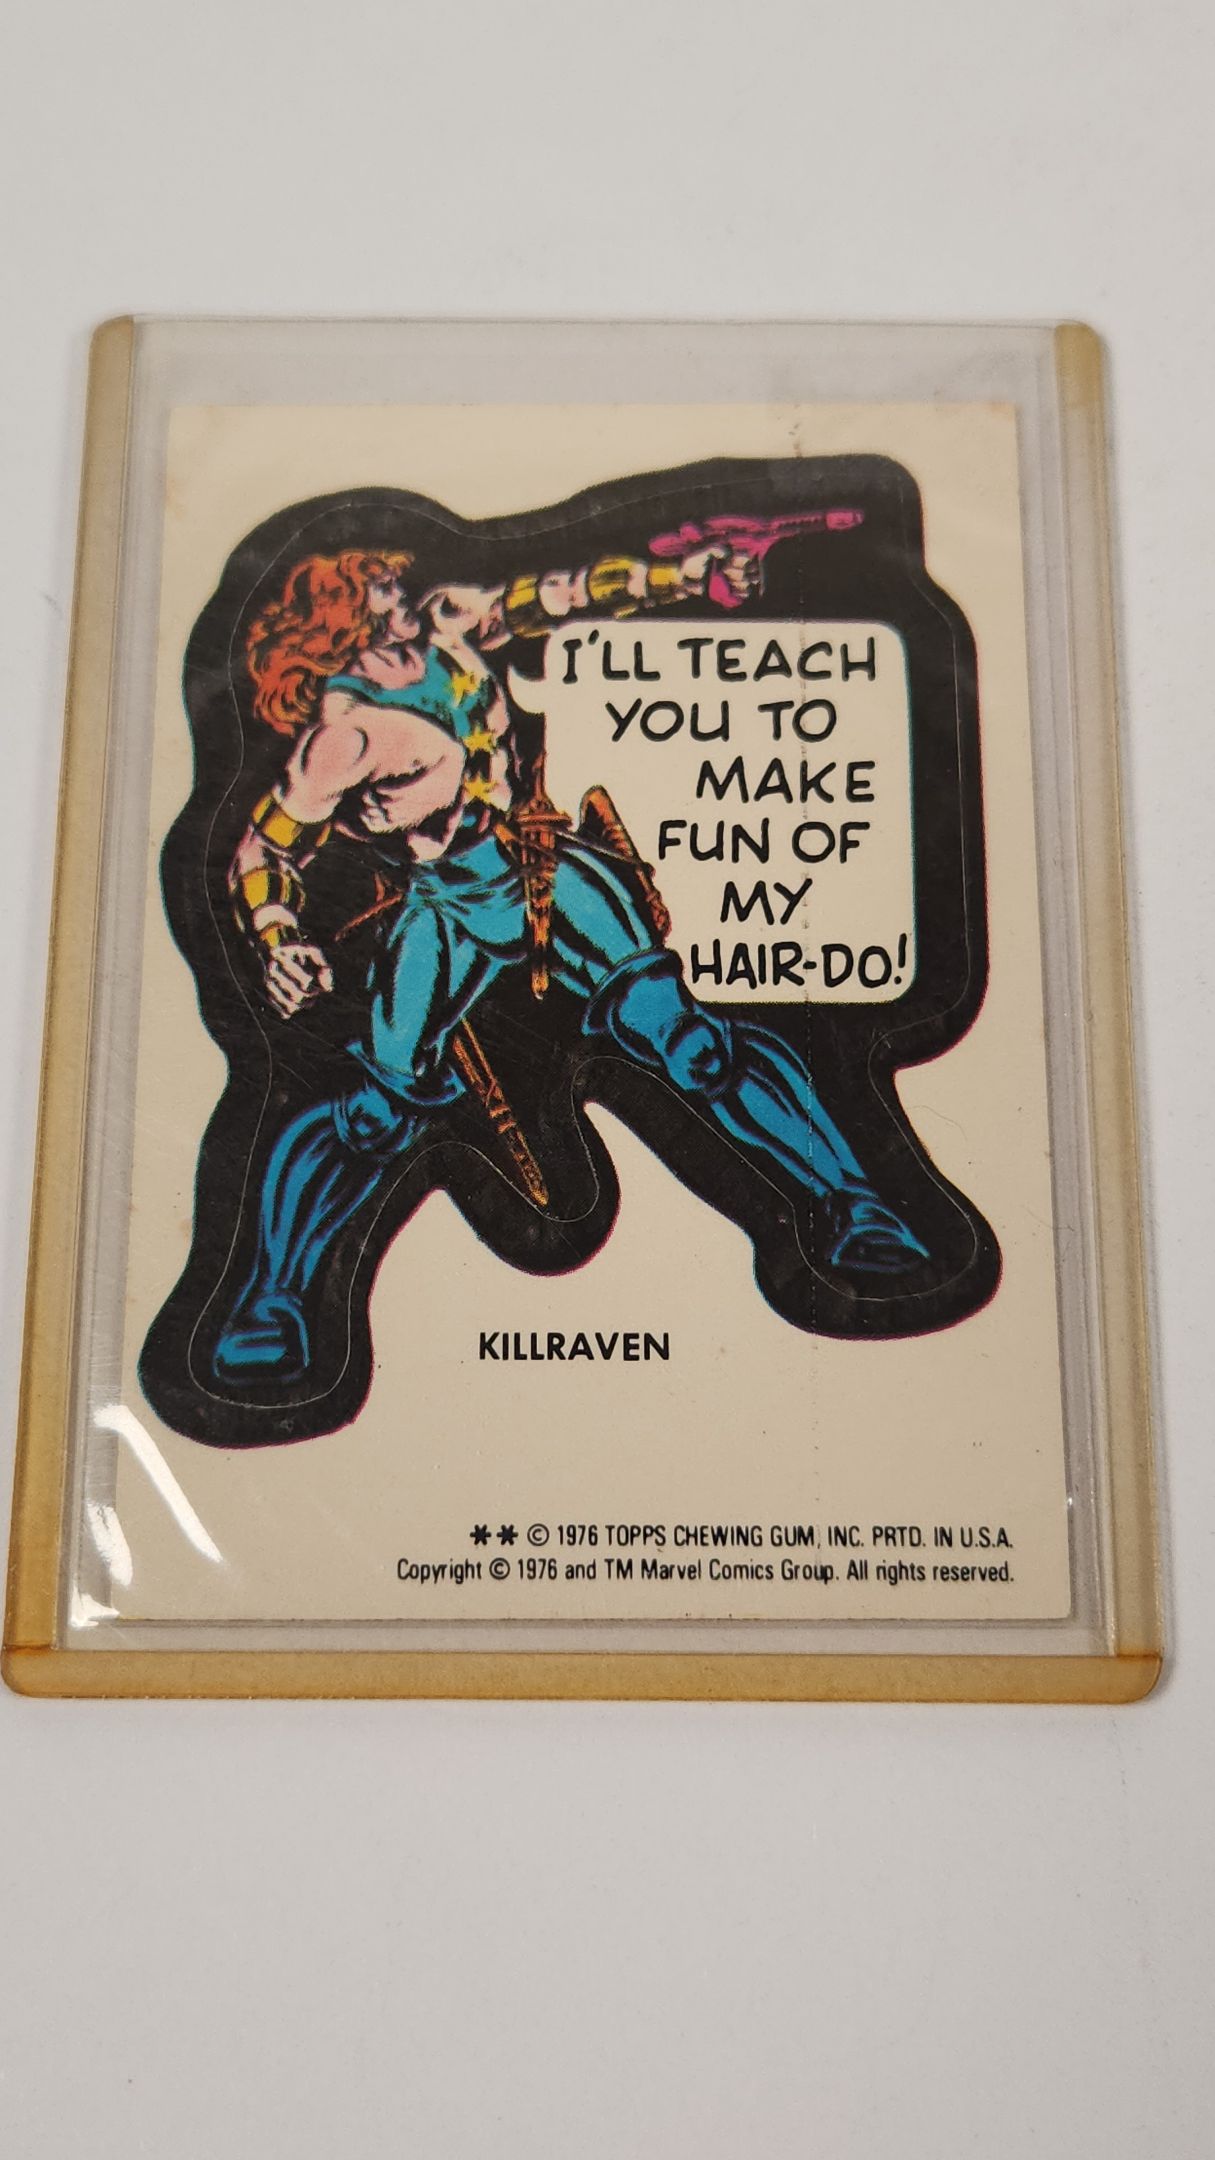 I'LL TEACH
YOU TO
MAKE
FUN OF
MY
HAIR-DO!
KILLRAVEN
** © 1976 TOPPS CHEWING GUM, INC. PRTD. IN U.S.A.
Copyright © 1976 and TM Marvel Comics Group. All rights reserved.